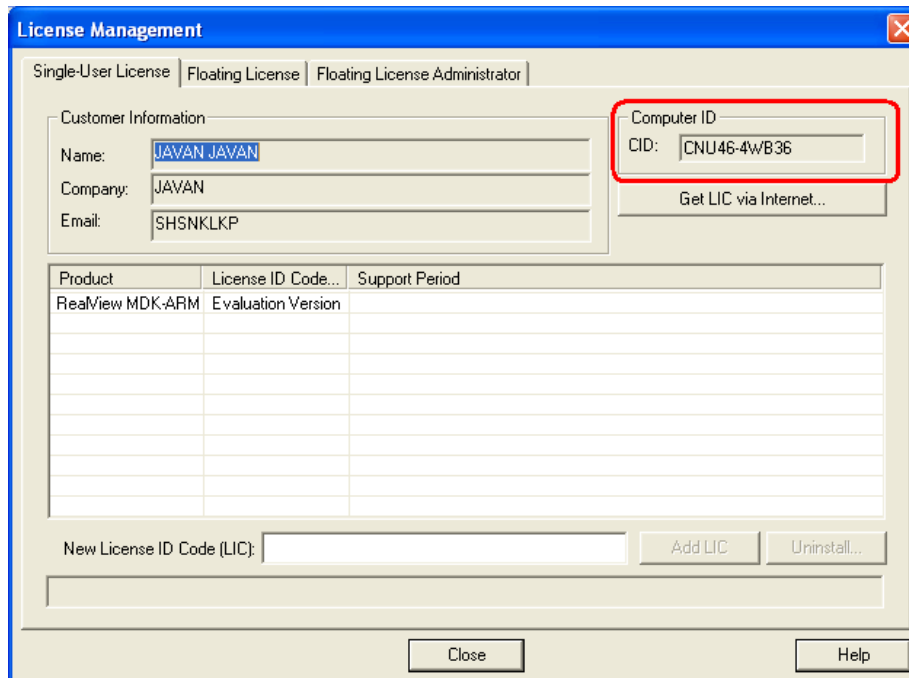 License Management
Single-User License Floating License Floating License Administrator
Customer Information
Name: JAVAN JAVAN
Company: JAVAN
Email: SHSNKLKP
Computer ID
CID: CNU46-4WB36
Get LIC via Internet...
Product License ID Code... Support Period
RealView MDK-ARM Evaluation Version
New License ID Code (LIC): Add LIC Uninstall...
Close Help